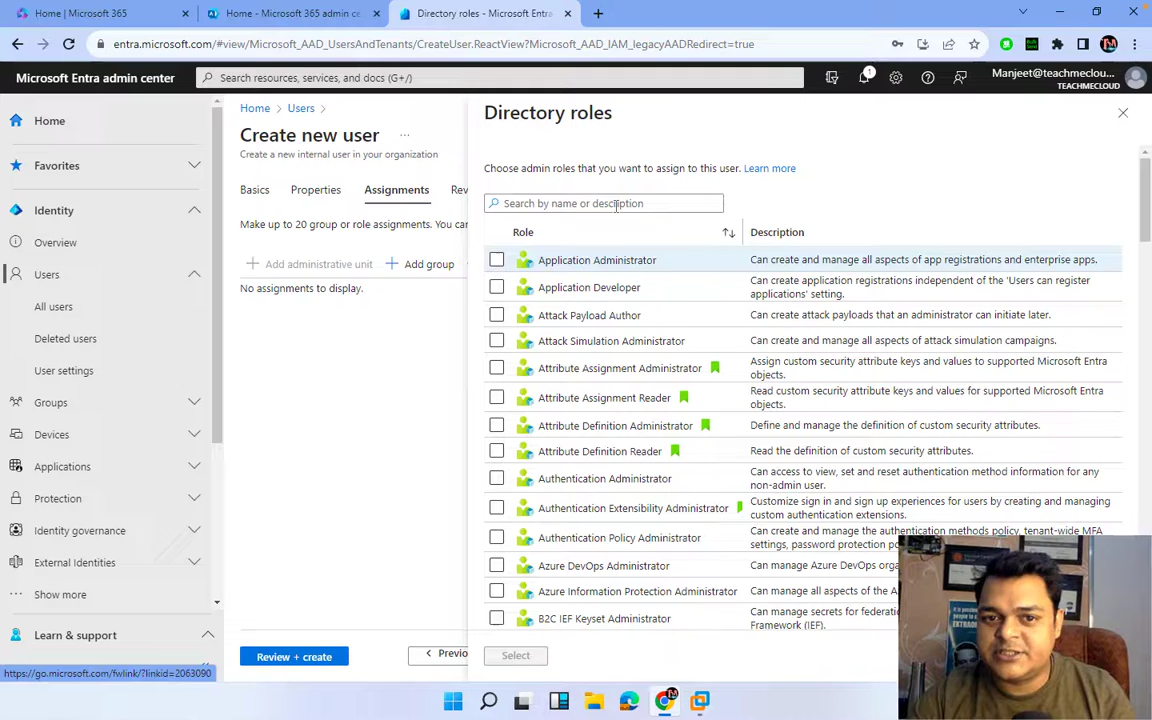 Microsoft 365
Home - Microsoft 365 admin ce
Directory roles - Microsoft Entra
entra.microsoft.com/#view/Microsoft_AAD_UsersAndTenants/CreateUser.ReactView?Microsoft_AAD_IAM_legacyAADRedirect=true
Microsoft Entra admin center
Search resources, services, and docs (G+/)
1
Manjeet@teachmeclou...
TEACHMECLOUD
Home
Favorites
Identity
Overview
Users
All users
Deleted users
User settings
Groups
Devices
Applications
Protection
Identity governance
External Identities
Show more
Learn & support
https://go.microsoft.com/fwlink/?linkid=2063090
Home > Users >
Create new user ...
Create a new internal user in your organization
Basics Properties Assignments Rev
Make up to 20 group or role assignments. You can
Add administrative unit Add group
No assignments to display.
Review + create
< Previo
Directory roles
Choose admin roles that you want to assign to this user. Learn more
Search by name or description
Role Description
Application Administrator Can create and manage all aspects of app registrations and enterprise apps.
Application Developer Can create application registrations independent of the 'Users can register
applications' setting.
Attack Payload Author Can create attack payloads that an administrator can initiate later.
Attack Simulation Administrator Can create and manage all aspects of attack simulation campaigns.
Attribute Assignment Administrator Assign custom security attribute keys and values to supported Microsoft Entra
objects.
Attribute Assignment Reader Read custom security attribute keys and values for supported Microsoft Entra
objects.
Attribute Definition Administrator Define and manage the definition of custom security attributes.
Attribute Definition Reader Read the definition of custom security attributes.
Authentication Administrator Can access to view, set and reset authentication method information for any
non-admin user.
Authentication Extensibility Administrator Customize sign in and sign up experiences for users by creating and managing
custom authentication extensions.
Authentication Policy Administrator Can create and manage the authentication methods policy, tenant-wide MFA
settings, password protection po
Azure DevOps Administrator Can manage Azure DevOps orga
Azure Information Protection Administrator Can manage all aspects of the A
B2C IEF Keyset Administrator Can manage secrets for federati
Framework (IEF).
Select